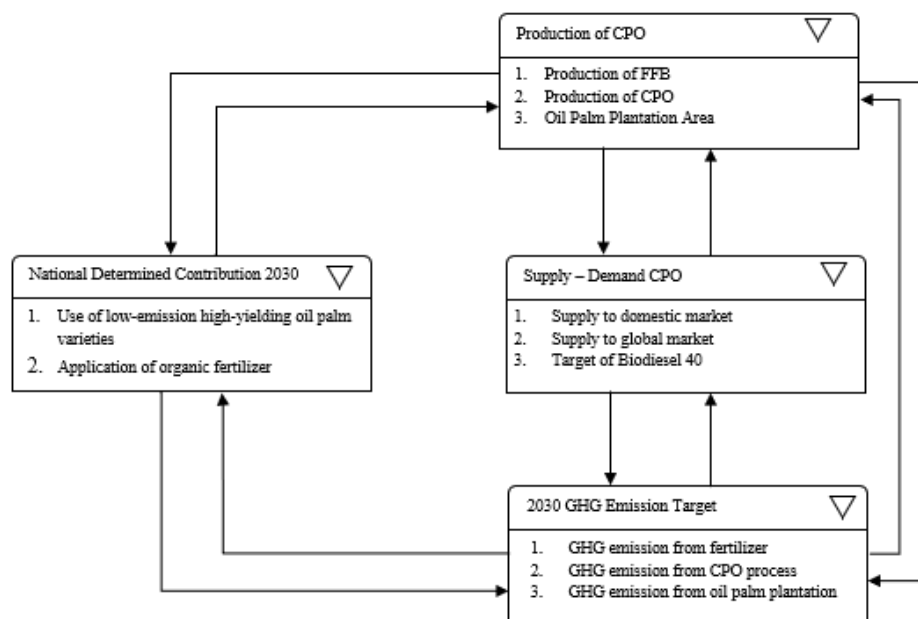 Production of CPO
1. Production of FFB
2. Production of CPO
3. Oil Palm Plantation Area
National Determined Contribution 2030
1. Use of low-emission high-yielding oil palm
varieties
2. Application of organic fertilizer
Supply – Demand CPO
1. Supply to domestic market
2. Supply to global market
3. Target of Biodiesel 40
2030 GHG Emission Target
1. GHG emission from fertilizer
2. GHG emission from CPO process
3. GHG emission from oil palm plantation